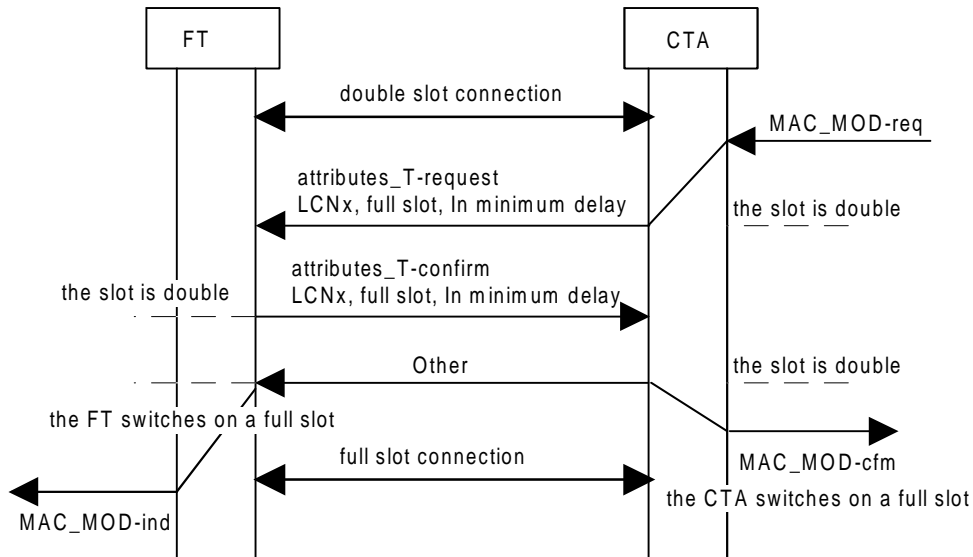 FT
CTA
double slot connection
MAC_MOD-req
attributes_T-request
LCNx, full slot, In minimum delay
the slot is double
attributes_T-confirm
the slot is double
LCNx, full slot, In minimum delay
Other
the slot is double
the FT switches on a full slot
full slot connection
MAC_MOD-cfm
the CTA switches on a full slot
MAC_MOD-ind